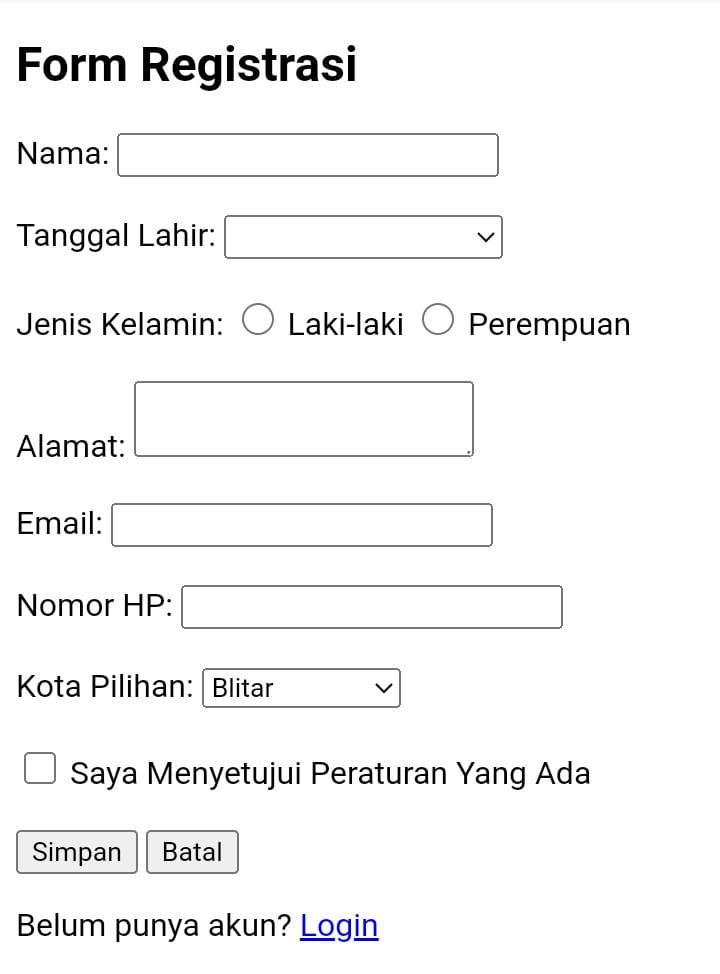 Form Registrasi
Nama:
Tanggal Lahir:
Jenis Kelamin: Laki-laki Perempuan
Alamat:
Email:
Nomor HP:
Kota Pilihan: Blitar
Saya Menyetujui Peraturan Yang Ada
Simpan Batal
Belum punya akun? Login